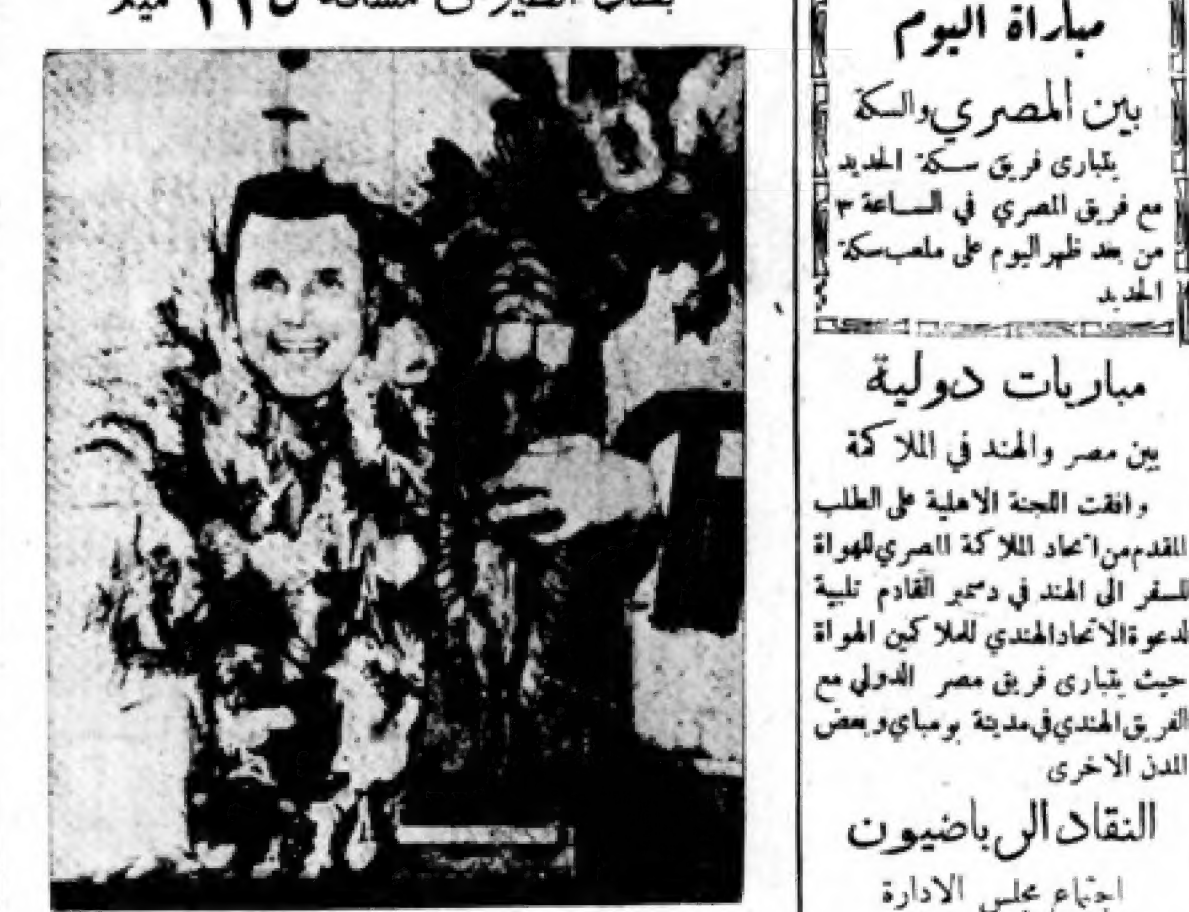 مباراة اليوم
بين المصري والسكة
يتبارى فريق سكة الحديد
مع فريق المصري في الساعة ٣
من بعد ظهر اليوم على ملعب سكة
الحديد
مباريات دولية
بين مصر والهند في الملاكمة
وافقت اللجنة الاهلية على الطلب
المقدم من اتحاد الملاكمة المصري للهواة
للسفر الى الهند في دسمبر القادم تلبية
لدعوة الاتحاد الهندي للملاكمين الهواة
حيث يتبارى فريق مصر الدولي مع
الفريق الهندي في مدينة بومباي وبعض
المدن الاخرى
النقاد الرياضيون
اجتماع مجلس الادارة